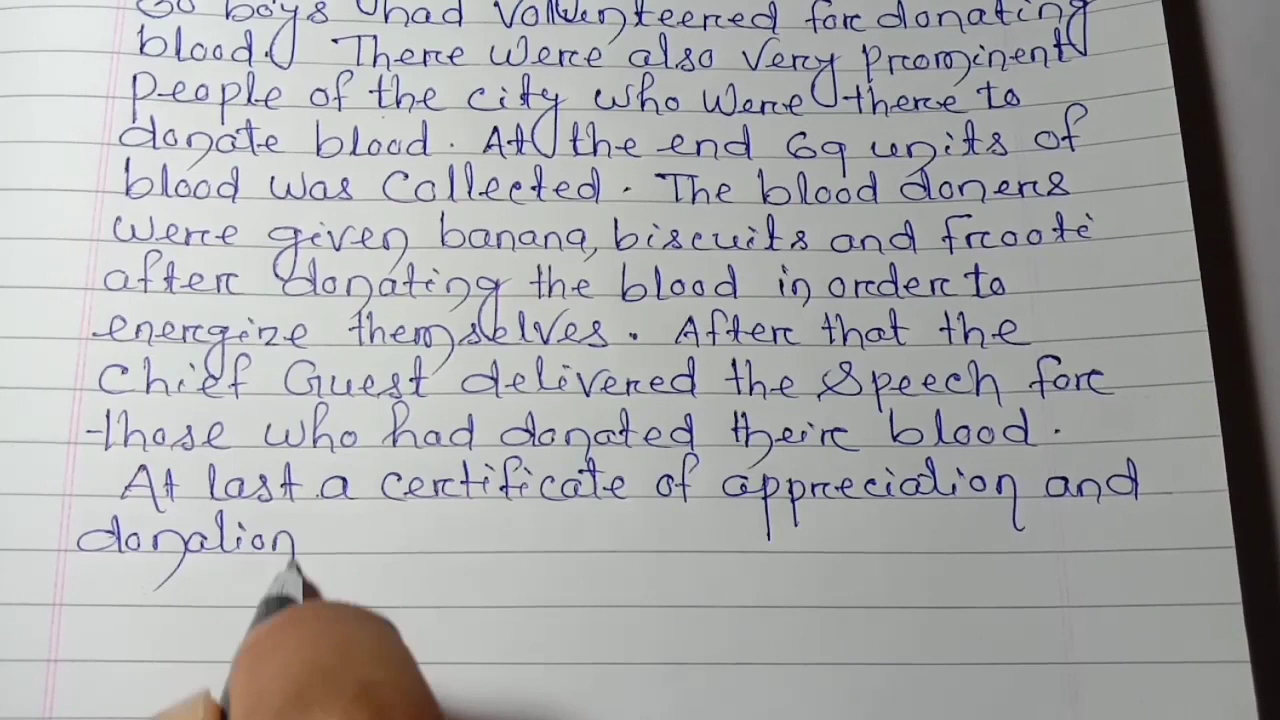 boys had volunteered for donating
blood. There were also very prominent
people of the city who were there to
donate blood. At the end 69 units of
blood was collected. The blood doners
were given banana, biscuits and frooti
after donating the blood in order to
energize themselves. After that the
Chief Guest delivered the speech for
those who had donated their blood.
At last a certificate of appreciation and
donation